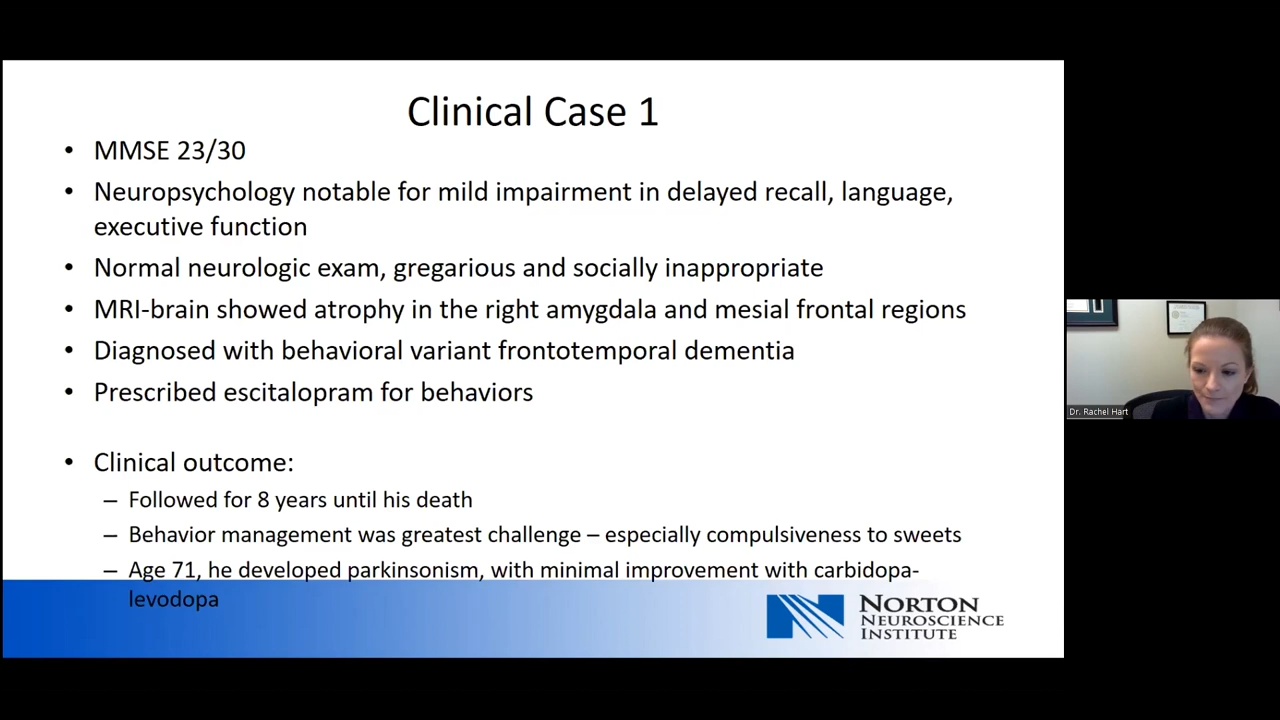 Clinical Case 1
• MMSE 23/30
• Neuropsychology notable for mild impairment in delayed recall, language,
executive function
• Normal neurologic exam, gregarious and socially inappropriate
• MRI-brain showed atrophy in the right amygdala and mesial frontal regions
• Diagnosed with behavioral variant frontotemporal dementia
• Prescribed escitalopram for behaviors
• Clinical outcome:
– Followed for 8 years until his death
– Behavior management was greatest challenge – especially compulsiveness to sweets
– Age 71, he developed parkinsonism, with minimal improvement with carbidopa-
levodopa
NORTON
NEUROSCIENCE
INSTITUTE
Dr. Rachel Hart